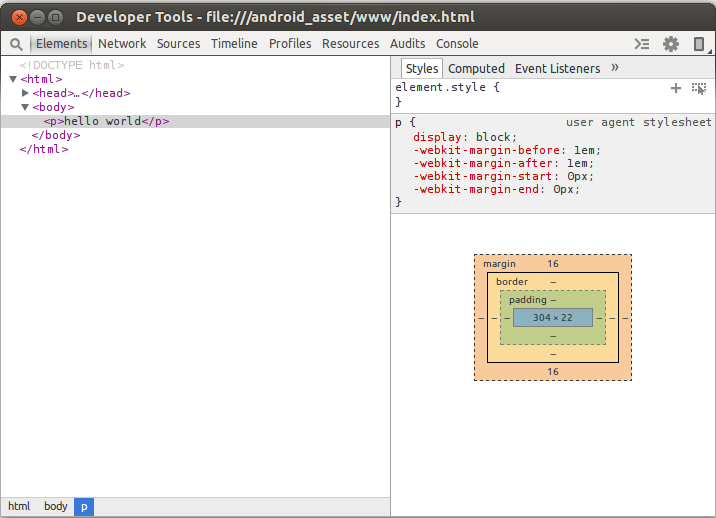 Developer Tools - file:///android_asset/www/index.html
Elements Network Sources Timeline Profiles Resources Audits Console
<!DOCTYPE html>
<html>
<head>…</head>
<body>
<p>hello world</p>
</body>
</html>
html body p
Styles Computed Event Listeners »
element.style {
}
p { user agent stylesheet
display: block;
-webkit-margin-before: 1em;
-webkit-margin-after: 1em;
-webkit-margin-start: 0px;
-webkit-margin-end: 0px;
}
margin 16
border –
padding –
– – – 304 × 22 – – –
–
–
16